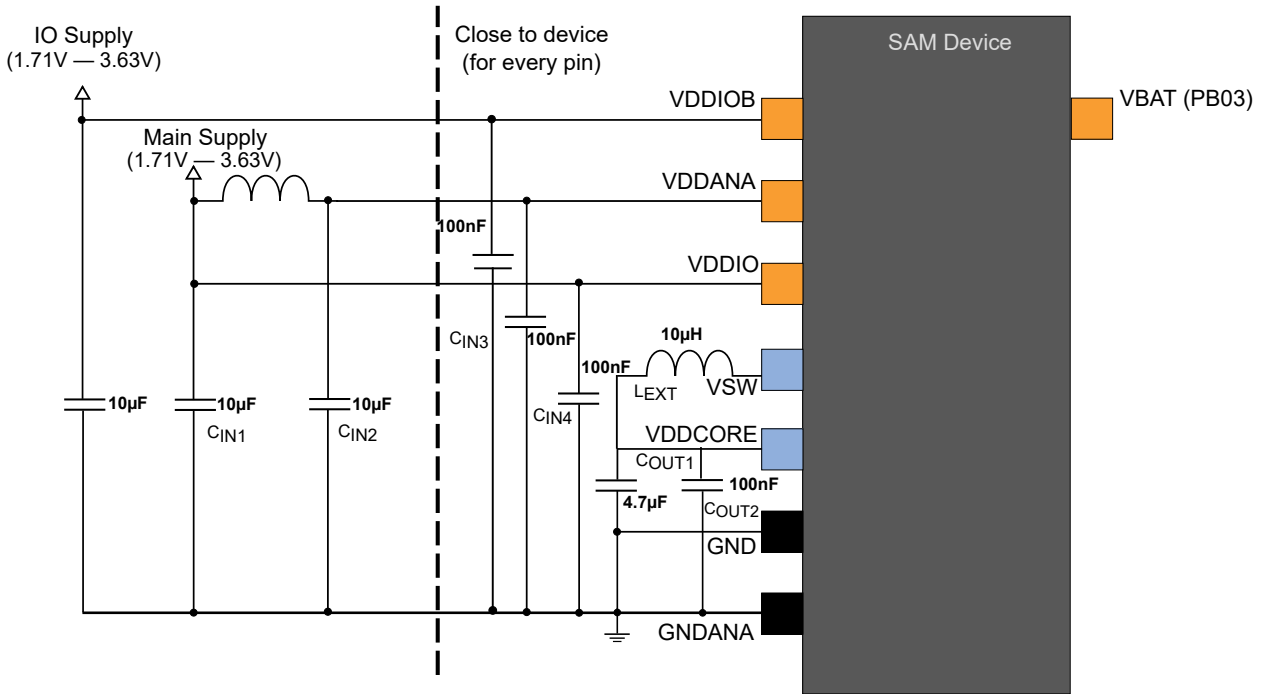 IO Supply
(1.71V — 3.63V)
Close to device
(for every pin)
SAM Device
VDDIOB
VBAT (PB03)
Main Supply
(1.71V — 3.63V)
VDDANA
100nF
VDDIO
CIN3
100nF
10µH
100nF
LEXT
VSW
10µF
10µF
10µF
CIN1
CIN2
CIN4
VDDCORE
COUT1
100nF
4.7µF
COUT2
GND
GNDANA